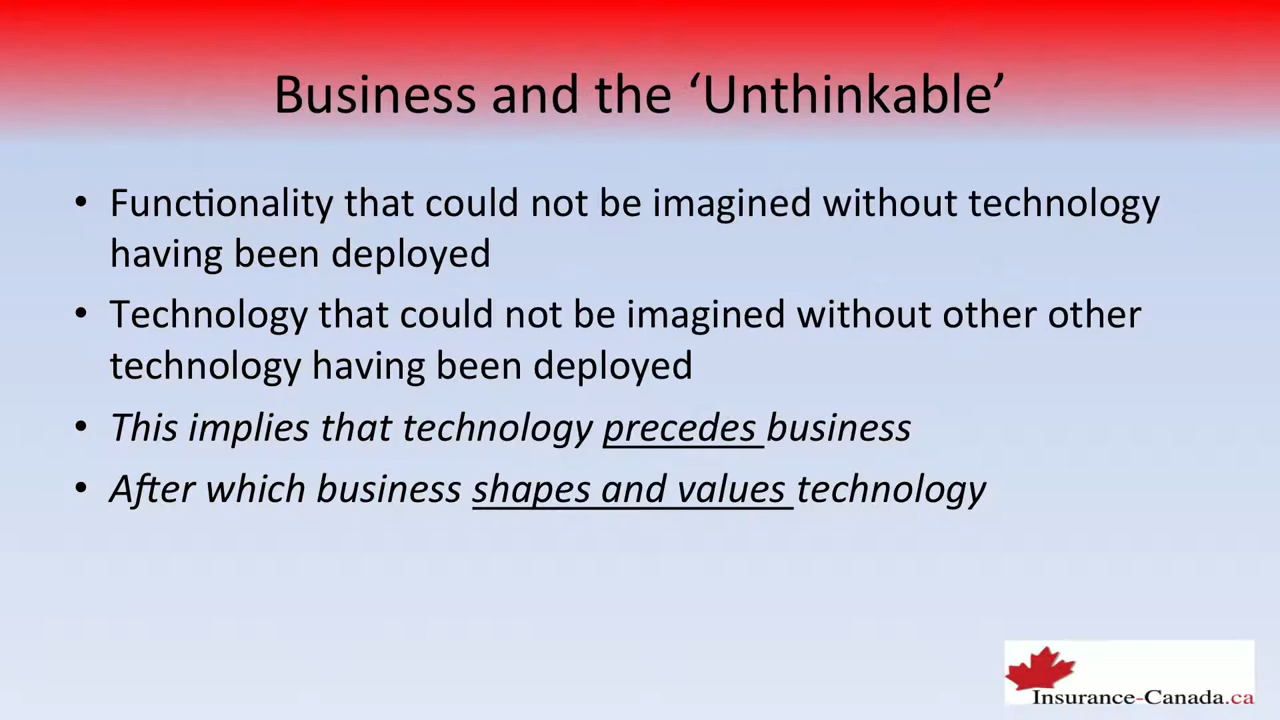 Business and the ‘Unthinkable’
• Functionality that could not be imagined without technology
having been deployed
• Technology that could not be imagined without other other
technology having been deployed
• This implies that technology precedes business
• After which business shapes and values technology
Insurance-Canada.ca